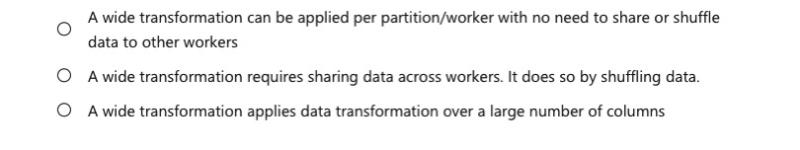 A wide transformation can be applied per partition/worker with no need to share or shuffle
data to other workers
A wide transformation requires sharing data across workers. It does so by shuffling data.
A wide transformation applies data transformation over a large number of columns